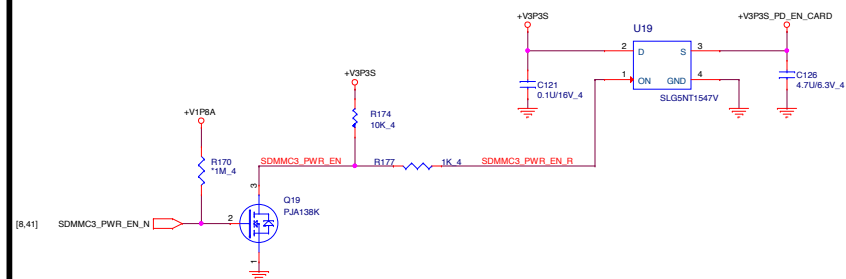 +V3P3S
+V3P3S_PD_EN_CARD
U19
2
D
S
3
1
ON
GND
4
SLG5NT1547V
C121
0.1U/16V_4
C126
4.7U/6.3V_4
+V3P3S
R174
10K_4
+V1P8A
R170
*1M_4
SDMMC3_PWR_EN
R177
1K_4
SDMMC3_PWR_EN_R
3
Q19
PJA138K
2
1
[8,41]
SDMMC3_PWR_EN_N